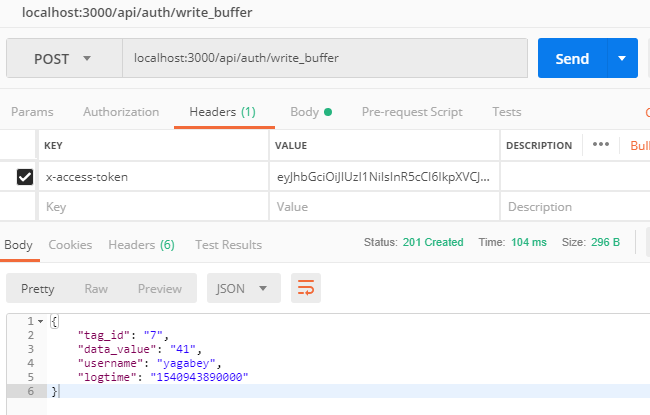 localhost:3000/api/auth/write_buffer
POST localhost:3000/api/auth/write_buffer Send
Params Authorization Headers (1) Body Pre-request Script Tests
KEY VALUE DESCRIPTION ••• Bul
x-access-token eyJhbGciOiJIUzI1NiIsInR5cCI6IkpXVCJ...
Key Value Description
Body Cookies Headers (6) Test Results Status: 201 Created Time: 104 ms Size: 296 B
Pretty Raw Preview JSON
1 {
2 "tag_id": "7",
3 "data_value": "41",
4 "username": "yagabey",
5 "logtime": "1540943890000"
6 }